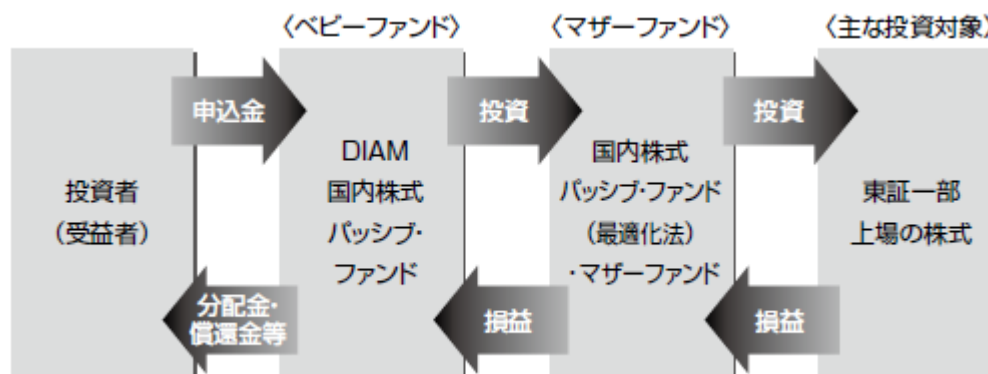 〈ベビーファンド〉
〈マザーファンド〉
〈主な投資対象〉
申込金
投資
投資
投資者
（受益者）
DIAM
国内株式
パッシブ・
ファンド
国内株式
パッシブ・ファンド
（最適化法）
・マザーファンド
東証一部
上場の株式
分配金・
償還金等
損益
損益